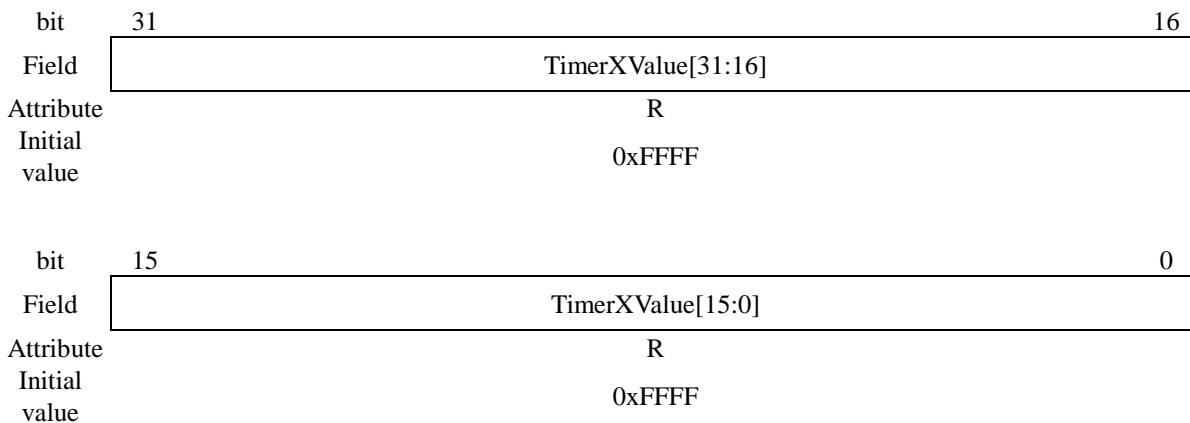 bit 31 16
Field TimerXValue[31:16]
Attribute R
Initial
value 0xFFFF
bit 15 0
Field TimerXValue[15:0]
Attribute R
Initial
value 0xFFFF